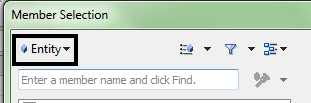 Member Selection
Entity
Enter a member name and click Find.